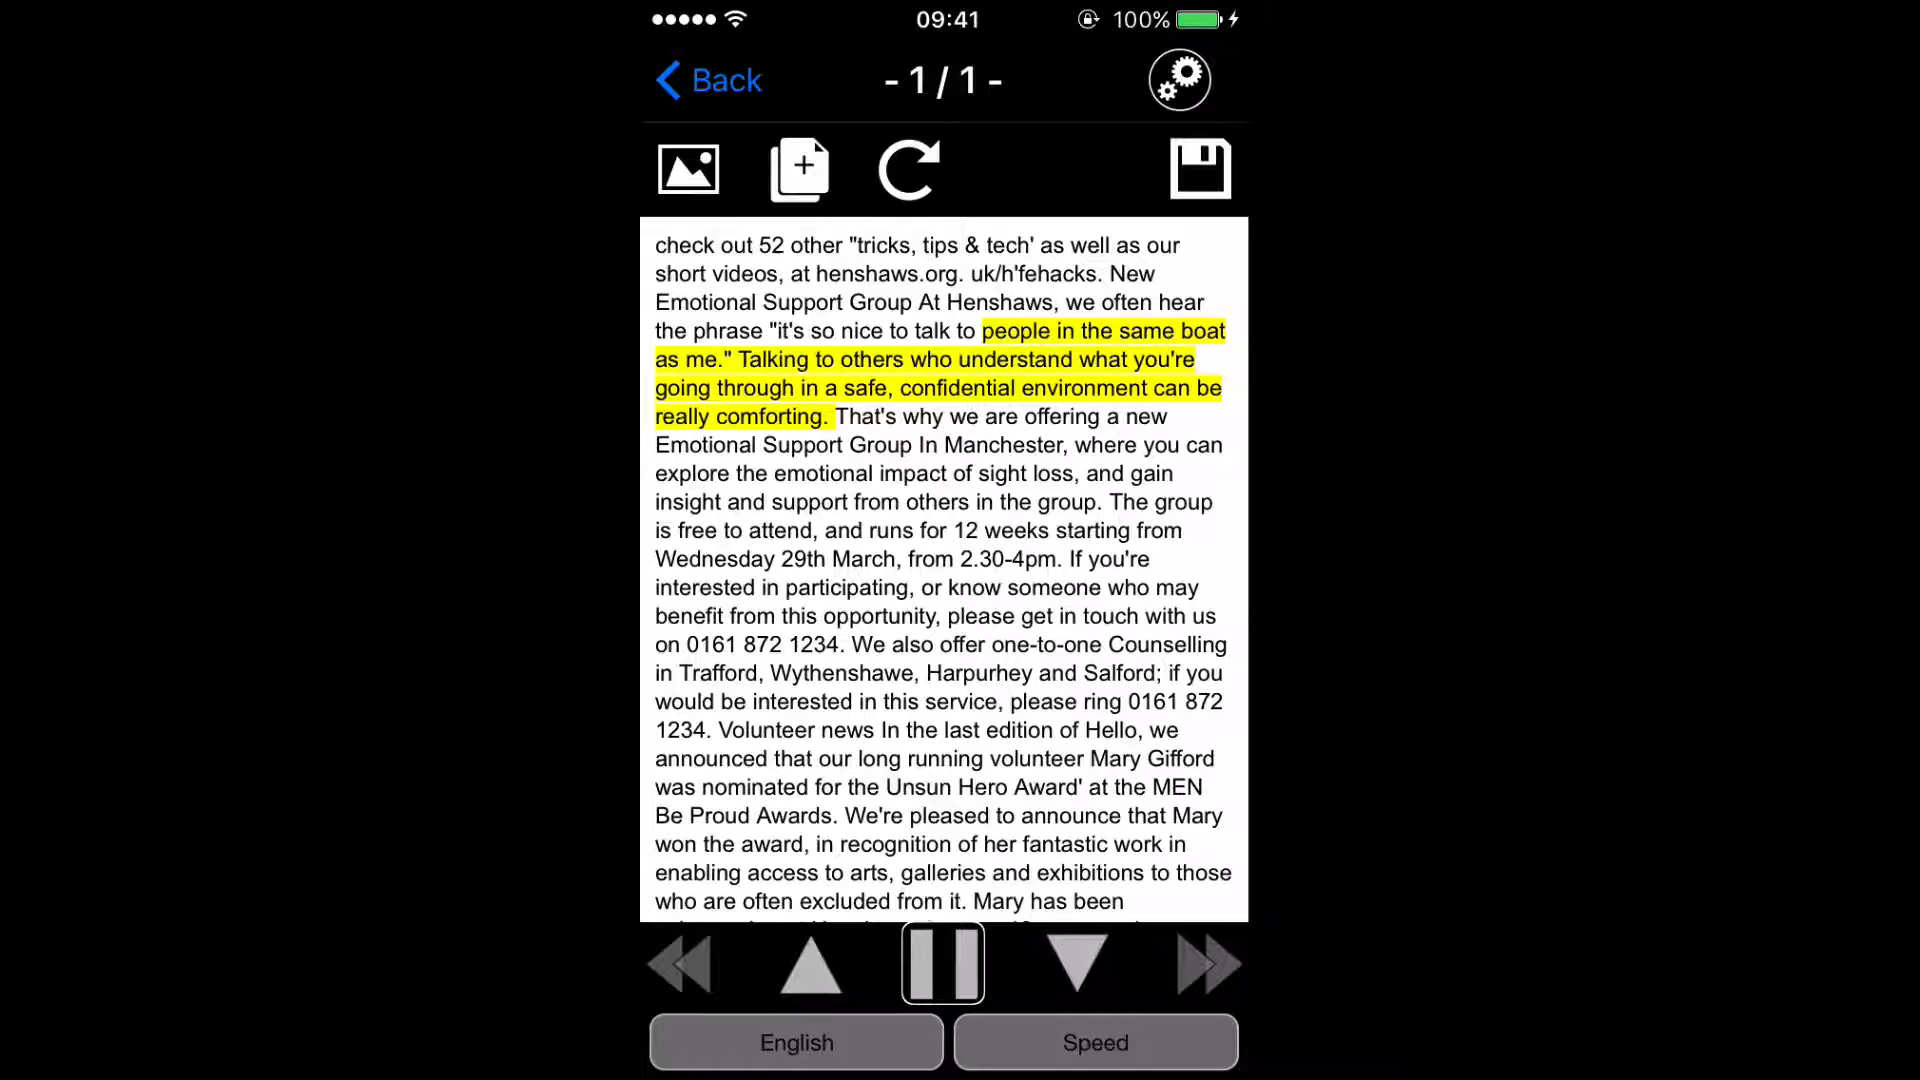 09:41
100%
Back
- 1 / 1 -
check out 52 other "tricks, tips & tech' as well as our
short videos, at henshaws.org. uk/h'fehacks. New
Emotional Support Group At Henshaws, we often hear
the phrase "it's so nice to talk to people in the same boat
as me." Talking to others who understand what you're
going through in a safe, confidential environment can be
really comforting. That's why we are offering a new
Emotional Support Group In Manchester, where you can
explore the emotional impact of sight loss, and gain
insight and support from others in the group. The group
is free to attend, and runs for 12 weeks starting from
Wednesday 29th March, from 2.30-4pm. If you're
interested in participating, or know someone who may
benefit from this opportunity, please get in touch with us
on 0161 872 1234. We also offer one-to-one Counselling
in Trafford, Wythenshawe, Harpurhey and Salford; if you
would be interested in this service, please ring 0161 872
1234. Volunteer news In the last edition of Hello, we
announced that our long running volunteer Mary Gifford
was nominated for the Unsun Hero Award' at the MEN
Be Proud Awards. We're pleased to announce that Mary
won the award, in recognition of her fantastic work in
enabling access to arts, galleries and exhibitions to those
who are often excluded from it. Mary has been
English
Speed